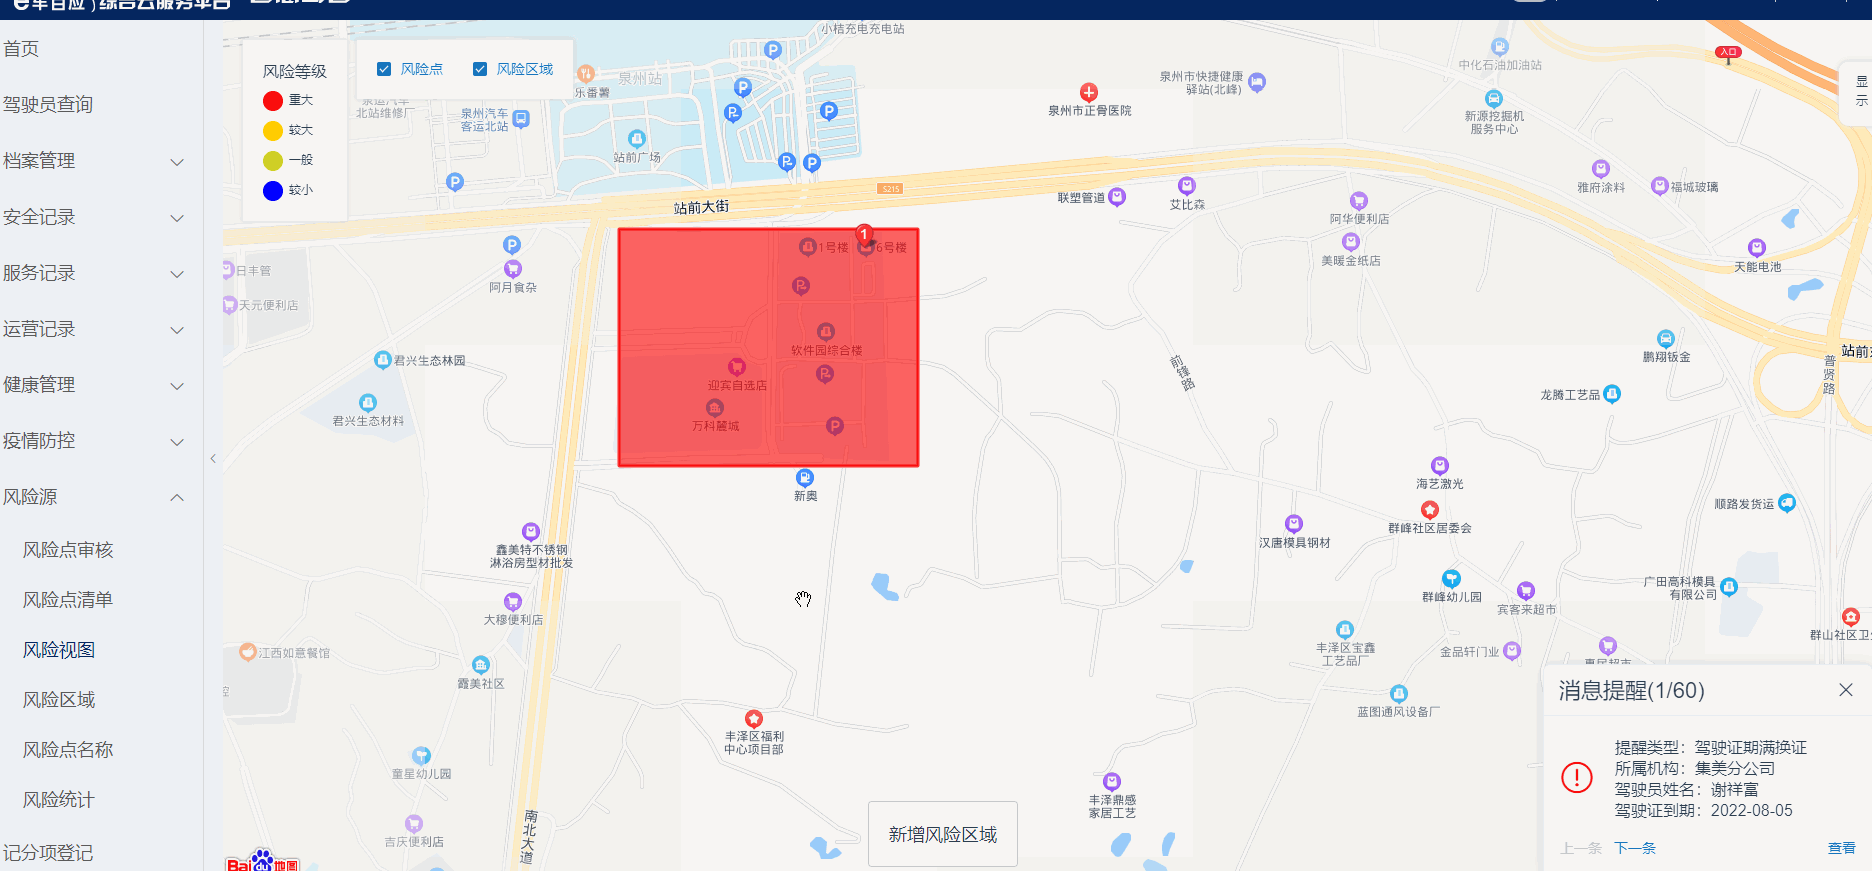 首页
驾驶员查询
档案管理
安全记录
服务记录
运营记录
健康管理
疫情防控
风险源
风险点审核
风险点清单
风险视图
风险区域
风险点名称
风险统计
记分项登记
风险等级
重大
较大
一般
较小
风险点
风险区域
显
示
小桔充电充电站
泉州站
乐番薯
北站维修厂
泉州汽车
客运北站
站前广场
泉州市正骨医院
泉州市快捷健康
驿站(北峰)
中化石油加油站
入口
新源挖掘机
服务中心
雅府涂料
福城玻璃
S215
站前大街
联塑管道
艾比森
阿华便利店
美暖金纸店
天能电池
1
1号楼
6号楼
日丰管
天元便利店
阿月食杂
软件园综合楼
迎宾自选店
万科麓城
君兴生态林园
君兴生态材料
前锋路
鹏翔钣金
站前
普贤路
龙腾工艺品
新奥
海艺激光
群峰社区居委会
顺路发货运
汉唐模具钢材
鑫美特不锈钢
淋浴房型材批发
群峰幼儿园
宾客来超市
广田高科模具
有限公司
大穆便利店
丰泽区宝鑫
工艺品厂
金品轩门业
群山社区卫
江西如意餐馆
霞美社区
蓝图通风设备厂
丰泽区福利
中心项目部
童星幼儿园
丰泽鼎感
家居工艺
吉庆便利店
南北大道
新增风险区域
Bai du 地图
消息提醒(1/60)
提醒类型：驾驶证期满换证
所属机构：集美分公司
驾驶员姓名：谢祥富
驾驶证到期：2022-08-05
上一条
下一条
查看